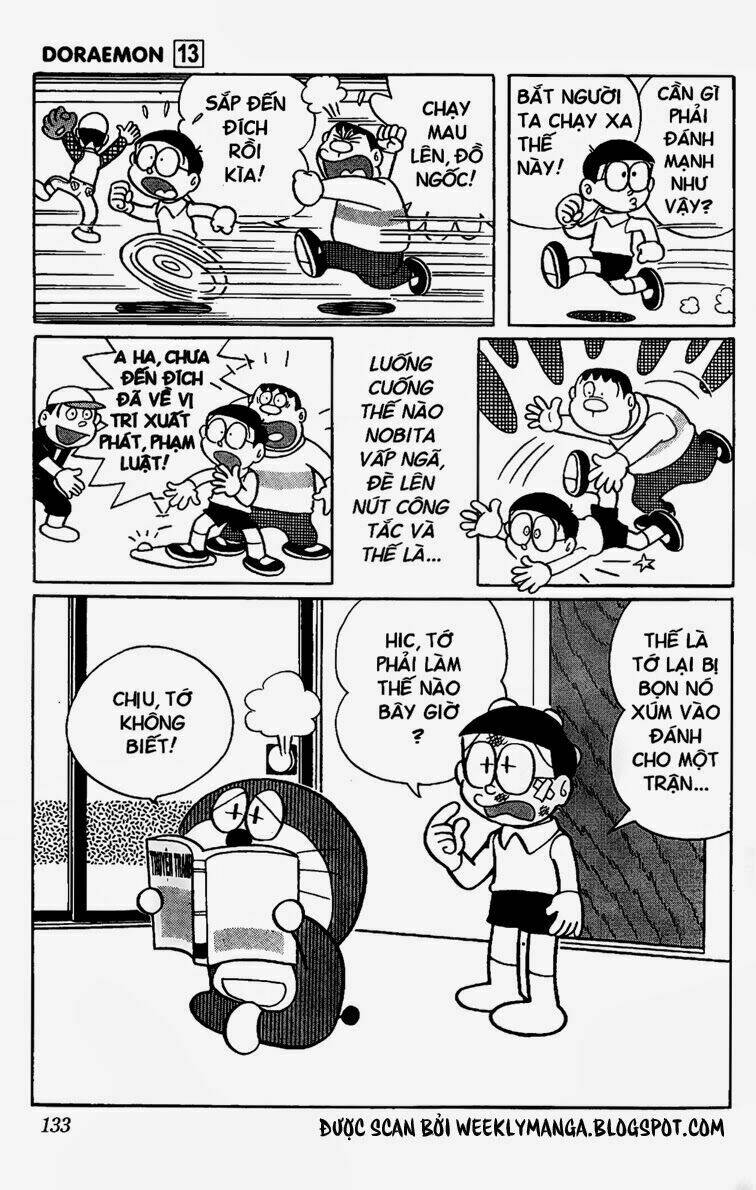 DORAEMON 13
CẦN GÌ
PHẢI
ĐÁNH
MẠNH
NHƯ
VẬY?
BẮT NGƯỜI
TA CHẠY XA
THẾ
NÀY!
CHẠY
MAU
LÊN, ĐỒ
NGỐC!
SẮP ĐẾN
ĐÍCH
RỒI
KÌA!
LUỐNG
CUỐNG
THẾ NÀO
NOBITA
VẤP NGÃ,
ĐÈ LÊN
NÚT CÔNG
TẮC VÀ
THẾ LÀ...
A HA, CHƯA
ĐẾN ĐÍCH
ĐÃ VỀ VỊ
TRÍ XUẤT
PHÁT, PHẠM
LUẬT!
THẾ LÀ
TỚ LẠI BỊ
BỌN NÓ
XÚM VÀO
ĐÁNH
CHO MỘT
TRẬN...
HIC, TỚ
PHẢI LÀM
THẾ NÀO
BÂY GIỜ
?
CHỊU, TỚ
KHÔNG
BIẾT!
TRUYỆN TRANH
133
ĐƯỢC SCAN BỞI WEEKLYMANGA.BLOGSPOT.COM